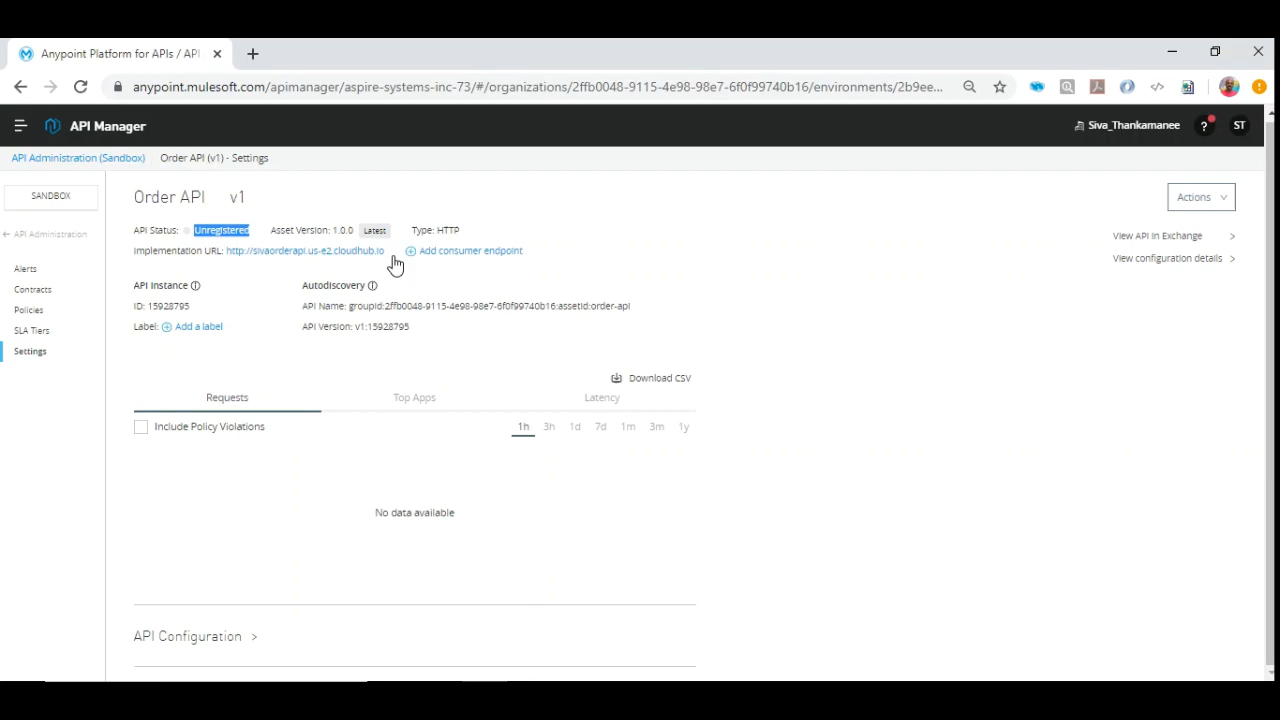 Anypoint Platform for APIs / API
anypoint.mulesoft.com/apimanager/aspire-systems-inc-73/#/organizations/2ffb0048-9115-4e98-98e7-6f0f99740b16/environments/2b9ee...
API Manager
Siva_Thankamanee
?
ST
API Administration (Sandbox)
Order API (v1) - Settings
SANDBOX
API Administration
Alerts
Contracts
Policies
SLA Tiers
Settings
Order API v1
Actions
API Status: Unregistered Asset Version: 1.0.0 Latest Type: HTTP
Implementation URL: http://sivaorderapi.us-e2.cloudhub.io Add consumer endpoint
View API in Exchange >
View configuration details >
API Instance
ID: 15928795
Label: Add a label
Autodiscovery
API Name: groupId:2ffb0048-9115-4e98-98e7-6f0f99740b16:assetId:order-api
API Version: v1:15928795
Download CSV
Requests Top Apps Latency
Include Policy Violations 1h 3h 1d 7d 1m 3m 1y
No data available
API Configuration >